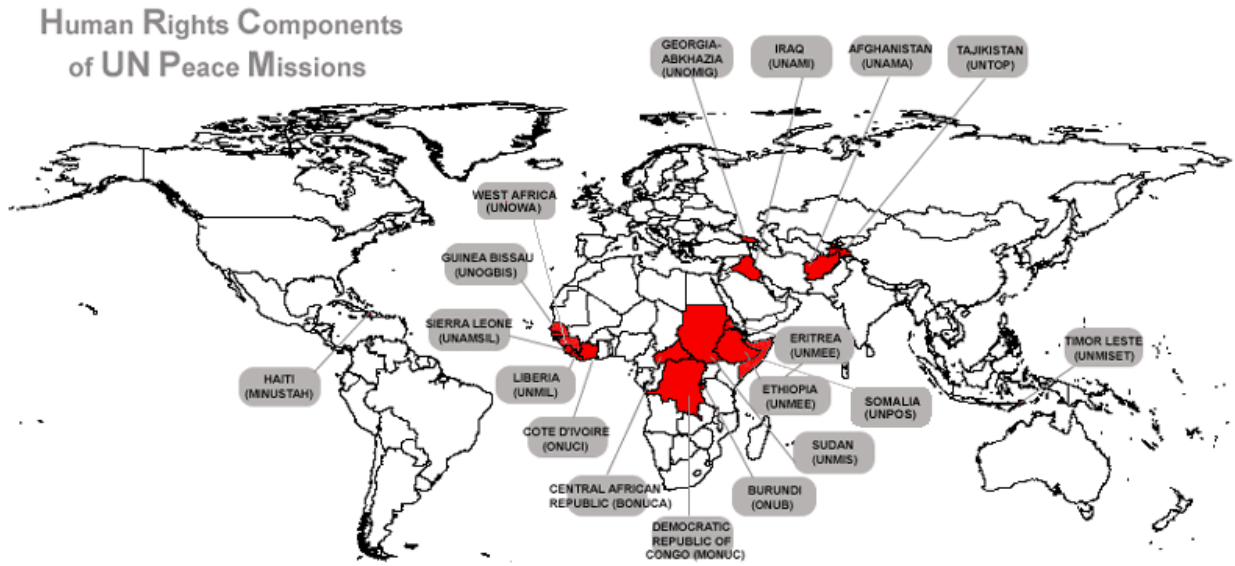 Human Rights Components
of UN Peace Missions
GEORGIA-
ABKHAZIA
(UNOMIG)
IRAQ
(UNAMI)
AFGHANISTAN
(UNAMA)
TAJIKISTAN
(UNTOP)
WEST AFRICA
(UNOWA)
GUINEA BISSAU
(UNOGBIS)
SIERRA LEONE
(UNAMSIL)
ERITREA
(UNMEE)
TIMOR LESTE
(UNMISET)
HAITI
(MINUSTAH)
LIBERIA
(UNMIL)
ETHIOPIA
(UNMEE)
SOMALIA
(UNPOS)
COTE D'IVOIRE
(ONUCI)
SUDAN
(UNMIS)
CENTRAL AFRICAN
REPUBLIC (BONUCA)
BURUNDI
(ONUB)
DEMOCRATIC
REPUBLIC OF
CONGO (MONUC)